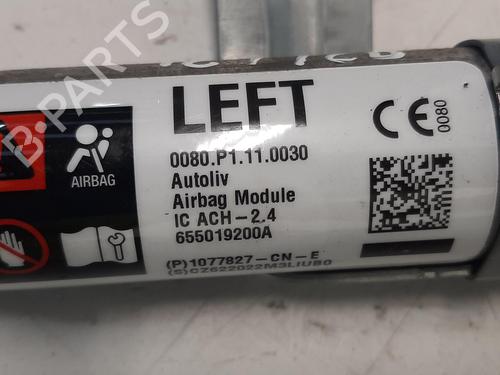 B-PARTS
LEFT
0080.P1.11.0030
Autoliv
Airbag Module
IC ACH-2.4
655019200A
(P)1077827-CN-E
(S)CZ622022M3LIUB0
AIRBAG
CE
0080